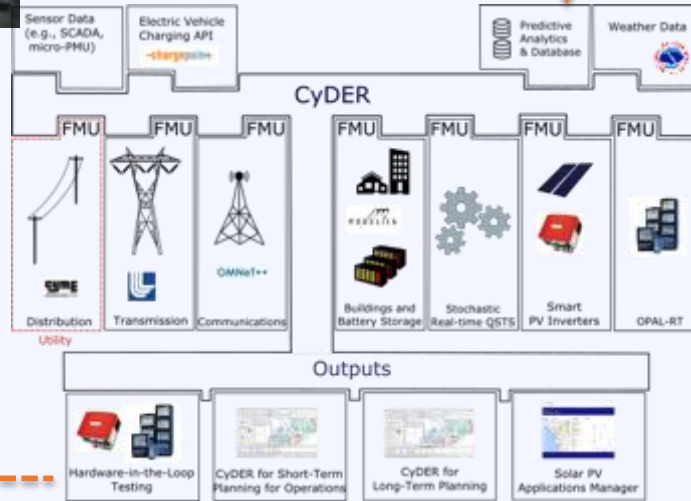 Sensor Data
(e.g., SCADA,
micro-PMU)
Electric Vehicle
Charging API
-chargepoin+
Predictive
Analytics
& Database
Weather Data
CyDER
FMU
FMU
FMU
FMU
FMU
FMU
FMU
CYME
MODELICA
OMNeT++
Distribution
Transmission
Communications
Buildings and
Battery Storage
Stochastic
Real-time QSTS
Smart
PV Inverters
OPAL-RT
Utility
Outputs
Hardware-in-the-Loop
Testing
CyDER for Short-Term
Planning for Operations
CyDER for
Long-Term Planning
Solar PV
Applications Manager